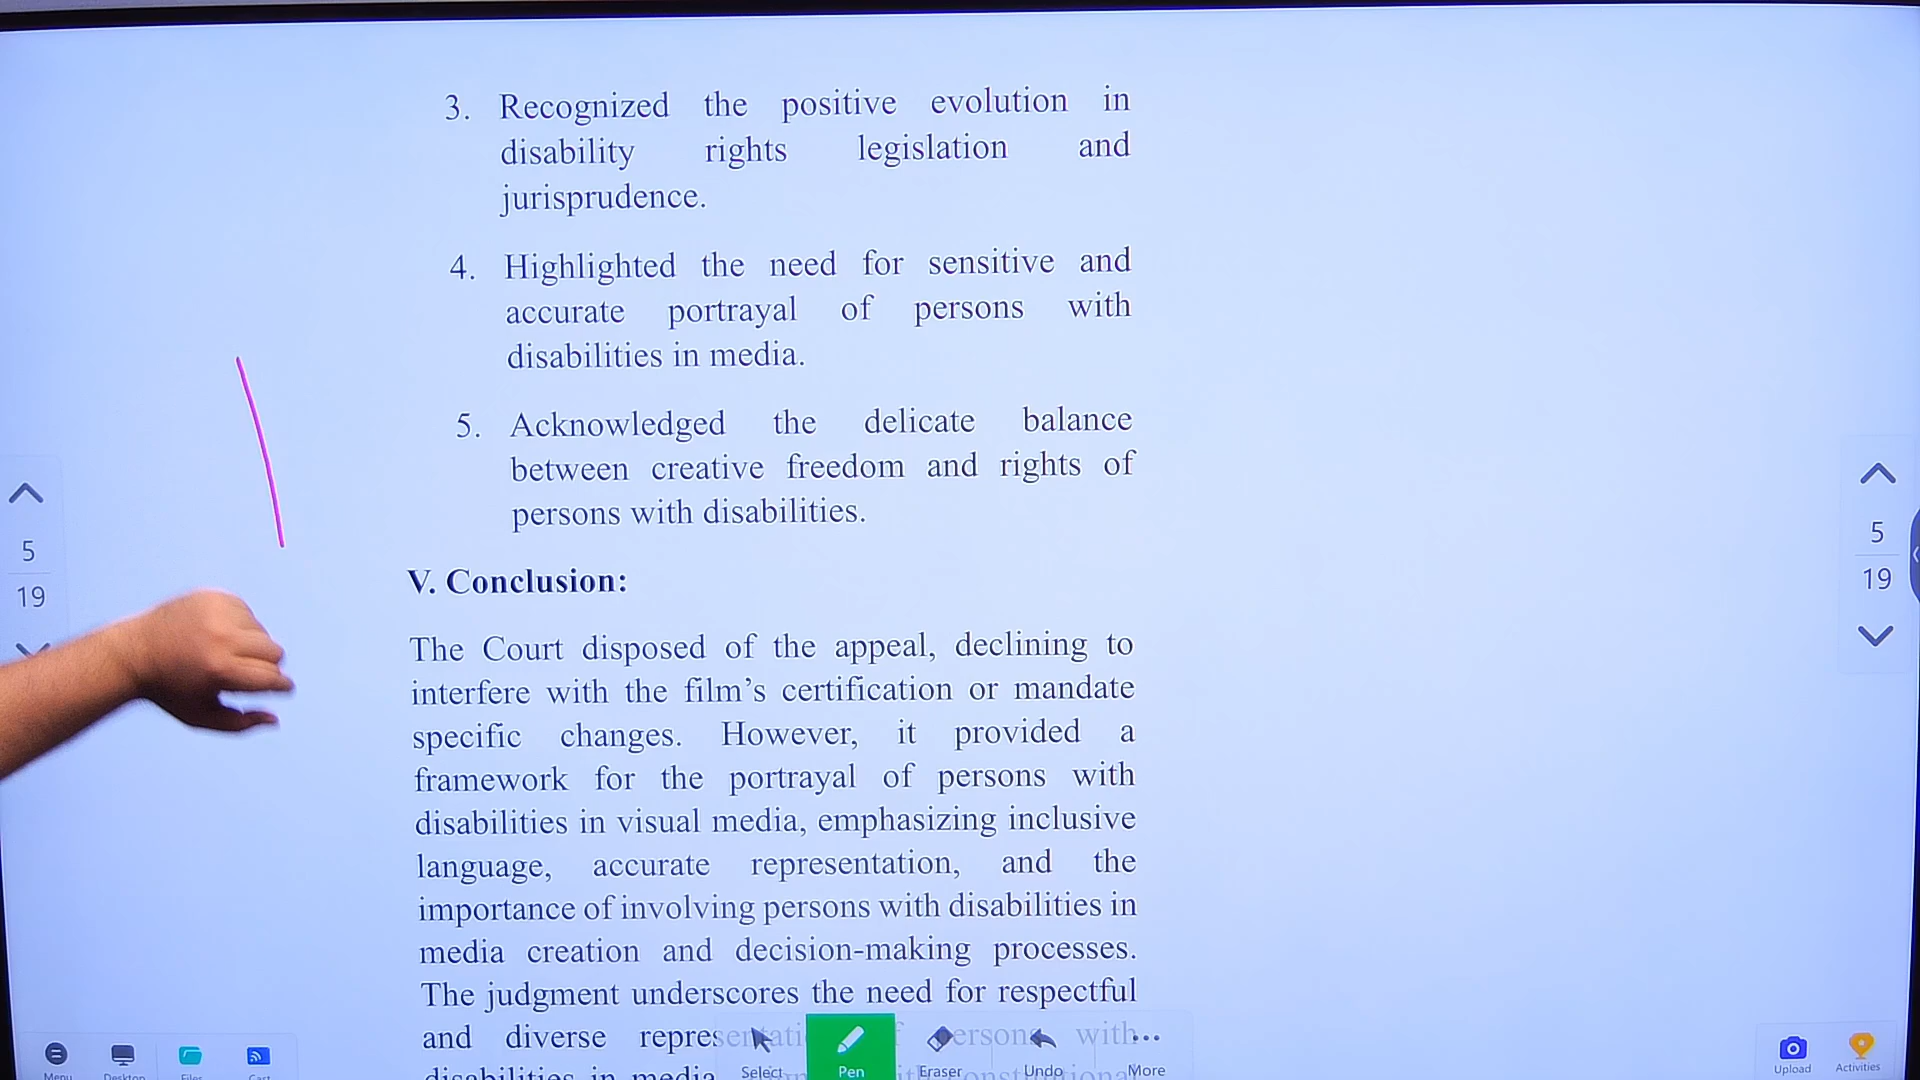 3. Recognized the positive evolution in
disability rights legislation and
jurisprudence.
4. Highlighted the need for sensitive and
accurate portrayal of persons with
disabilities in media.
5. Acknowledged the delicate balance
between creative freedom and rights of
persons with disabilities.
V. Conclusion:
The Court disposed of the appeal, declining to
interfere with the film's certification or mandate
specific changes. However, it provided a
framework for the portrayal of persons with
disabilities in visual media, emphasizing inclusive
language, accurate representation, and the
importance of involving persons with disabilities in
media creation and decision-making processes.
The judgment underscores the need for respectful
and diverse with
disabilities in media
5
19
5
19
Menu Desktop Select Pen Eraser Undo More Upload Activities